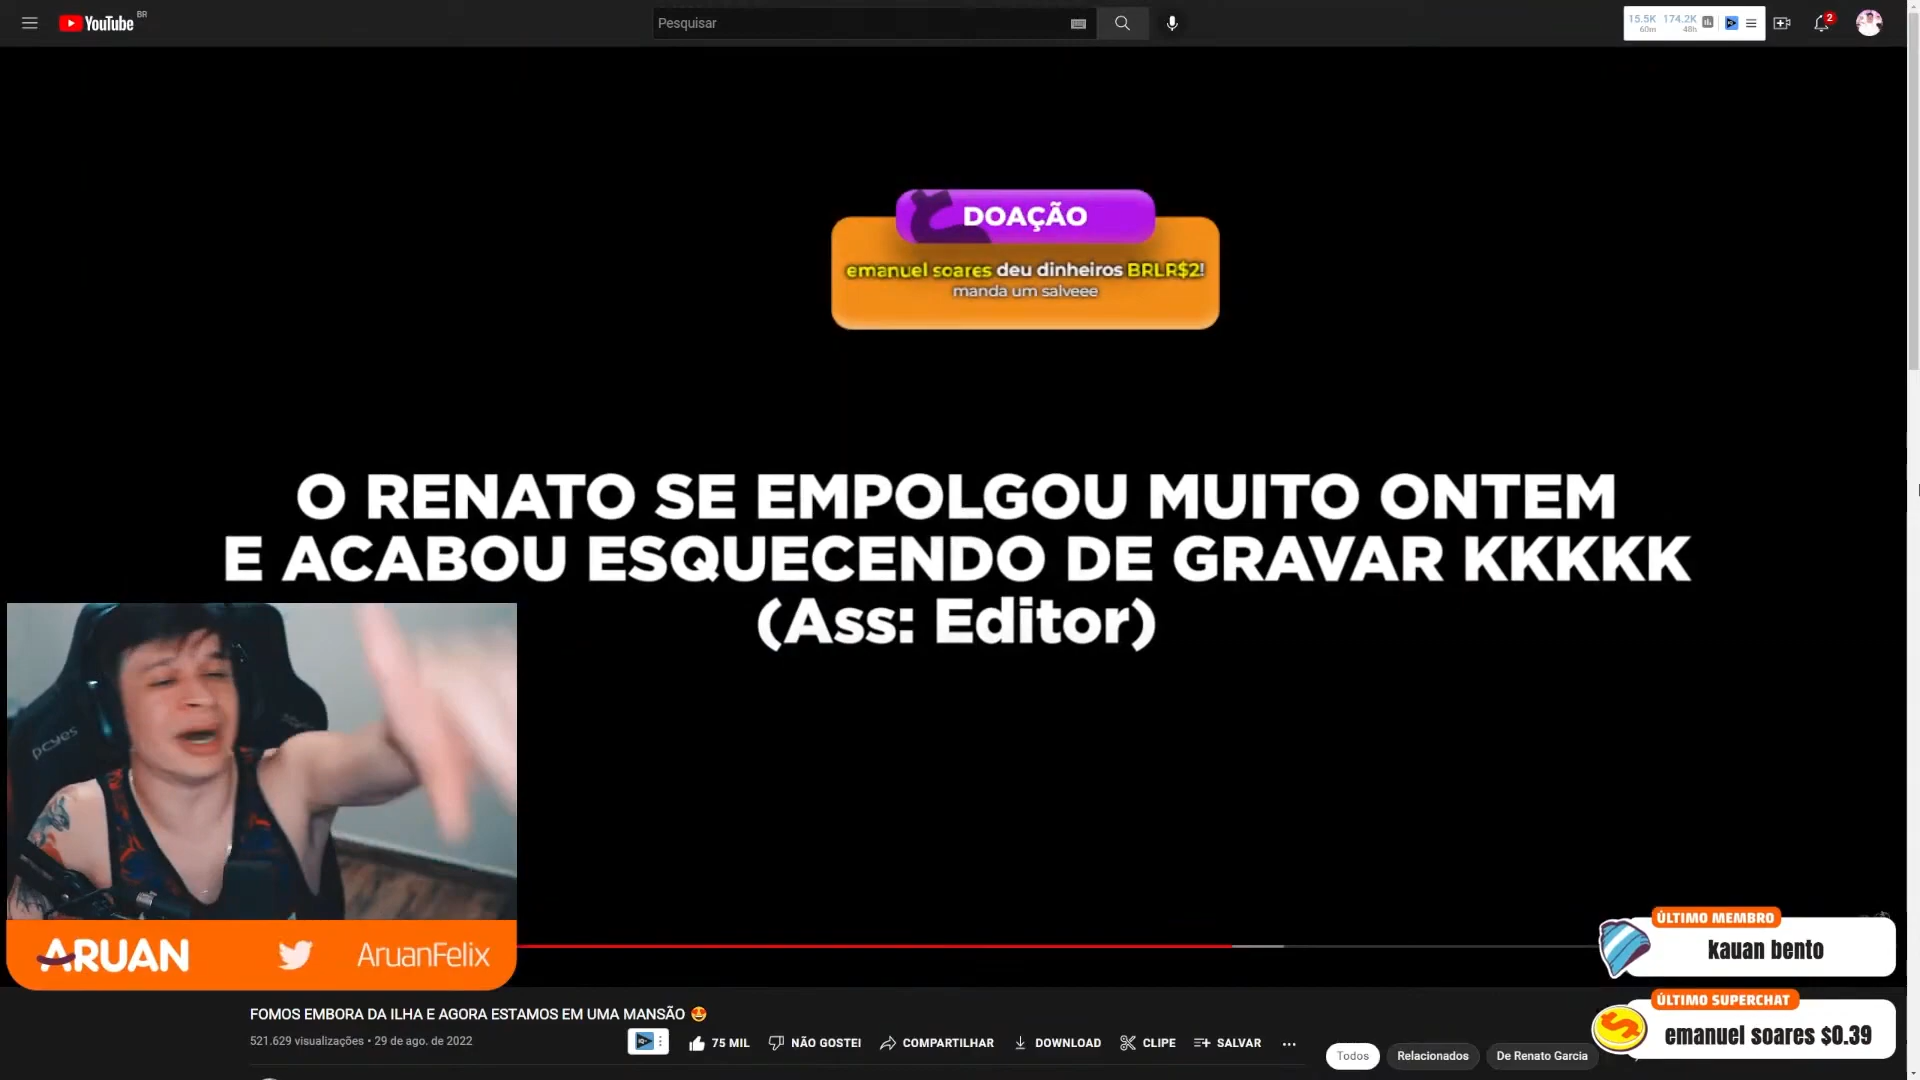 YouTube BR
Pesquisar
15.5K 174.2K
60m 48h
2
DOAÇÃO
emanuel soares deu dinheiros BRLR$2!
manda um salveee
O RENATO SE EMPOLGOU MUITO ONTEM
E ACABOU ESQUECENDO DE GRAVAR KKKKK
(Ass: Editor)
pcyes
ARUAN
AruanFelix
ÚLTIMO MEMBRO
kauan bento
ÚLTIMO SUPERCHAT
emanuel soares $0.39
FOMOS EMBORA DA ILHA E AGORA ESTAMOS EM UMA MANSÃO 🤩
521.629 visualizações • 29 de ago. de 2022
75 MIL NÃO GOSTEI COMPARTILHAR DOWNLOAD CLIPE SALVAR ...
Todos Relacionados De Renato Garcia